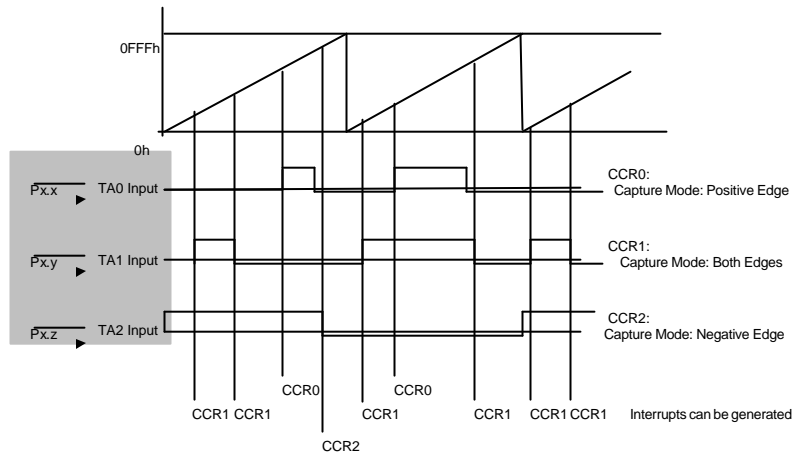 0FFFh
0h
Px.x TA0 Input
CCR0:
Capture Mode: Positive Edge
Px.y TA1 Input
CCR1:
Capture Mode: Both Edges
Px.z TA2 Input
CCR2:
Capture Mode: Negative Edge
CCR0 CCR0
CCR1 CCR1 CCR1 CCR1 CCR1 CCR1 Interrupts can be generated
CCR2